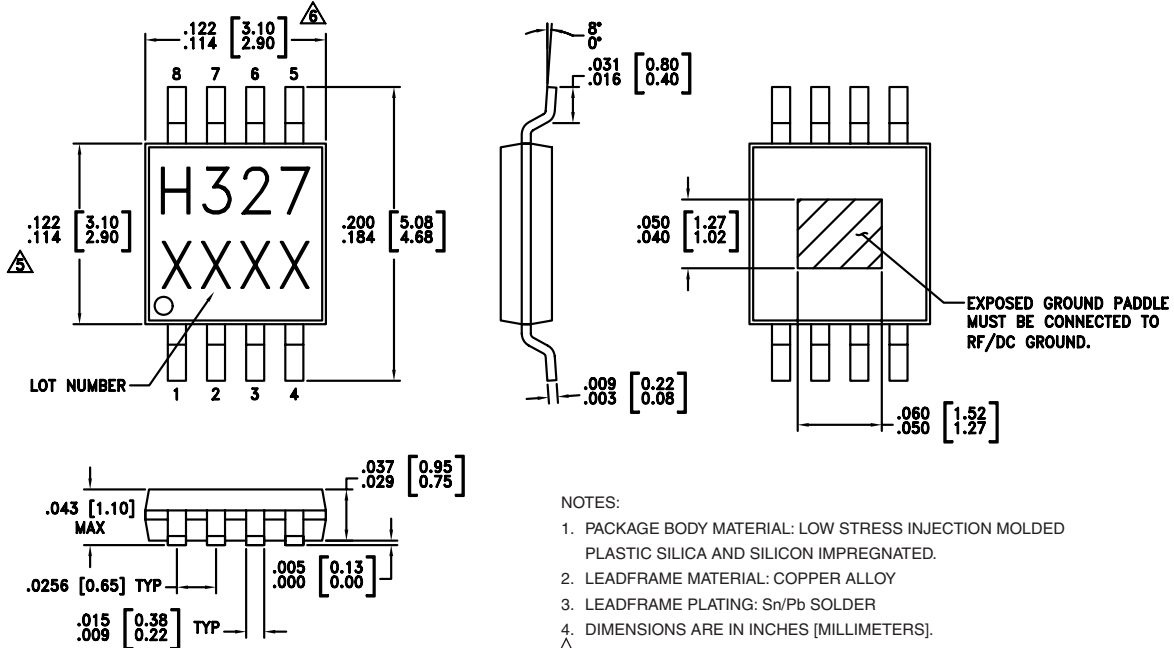 .122 [3.10]
.114 [2.90]
6
8 7 6 5
H327
XXXX
.122 [3.10]
.114 [2.90]
5
.200 [5.08]
.184 [4.68]
LOT NUMBER
1 2 3 4
8°
0°
.031 [0.80]
.016 [0.40]
.009 [0.22]
.003 [0.08]
.050 [1.27]
.040 [1.02]
EXPOSED GROUND PADDLE
MUST BE CONNECTED TO
RF/DC GROUND.
.060 [1.52]
.050 [1.27]
.037 [0.95]
.029 [0.75]
.043 [1.10]
MAX
.005 [0.13]
.000 [0.00]
.0256 [0.65] TYP
.015 [0.38]
.009 [0.22]
TYP
NOTES:
1. PACKAGE BODY MATERIAL: LOW STRESS INJECTION MOLDED
PLASTIC SILICA AND SILICON IMPREGNATED.
2. LEADFRAME MATERIAL: COPPER ALLOY
3. LEADFRAME PLATING: Sn/Pb SOLDER
4. DIMENSIONS ARE IN INCHES [MILLIMETERS].